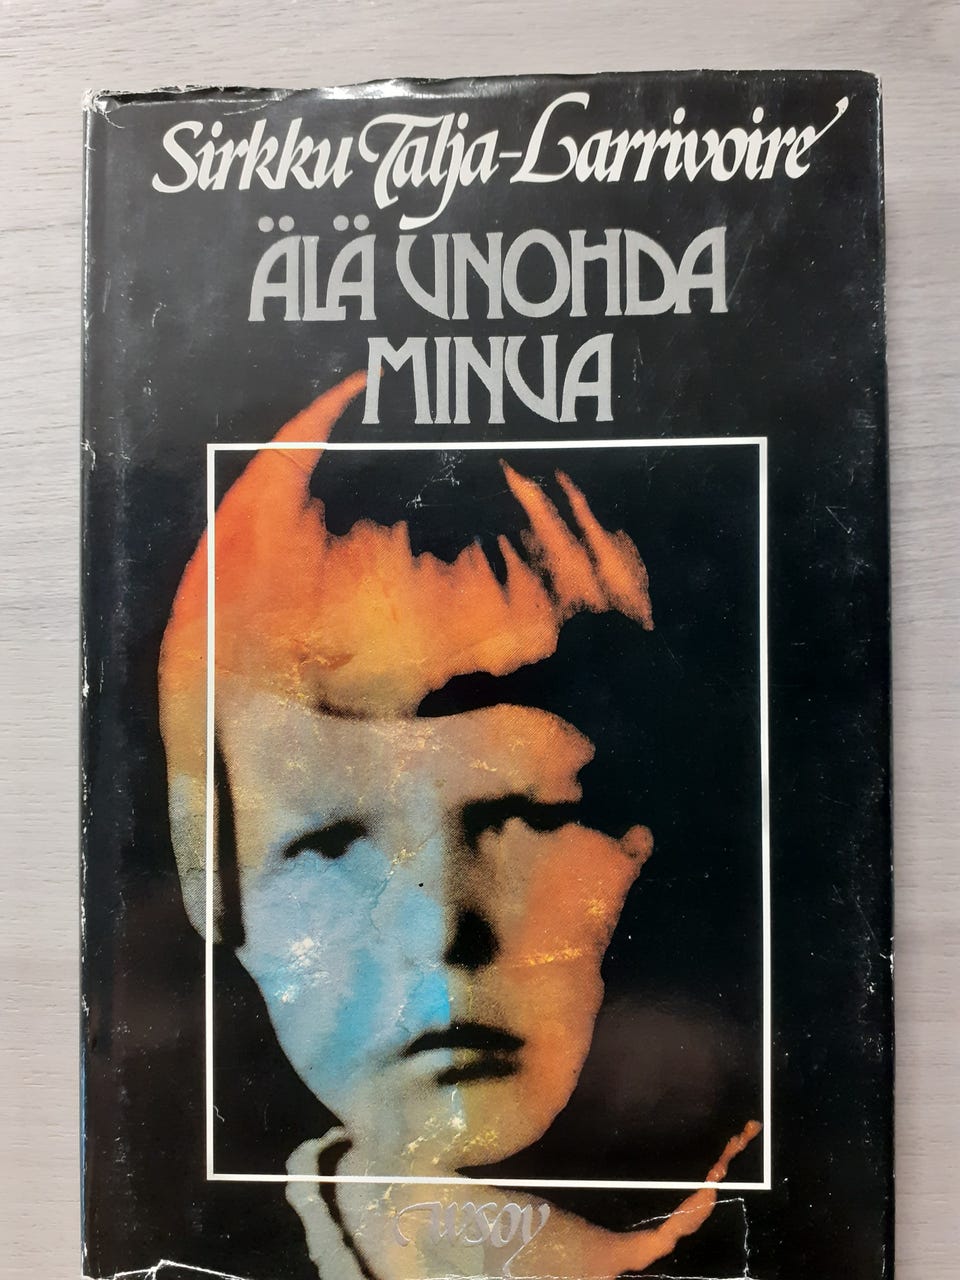 Sirkku Talja-Larrivoire
ÄLÄ UNOHDA
MINUA
WSOY